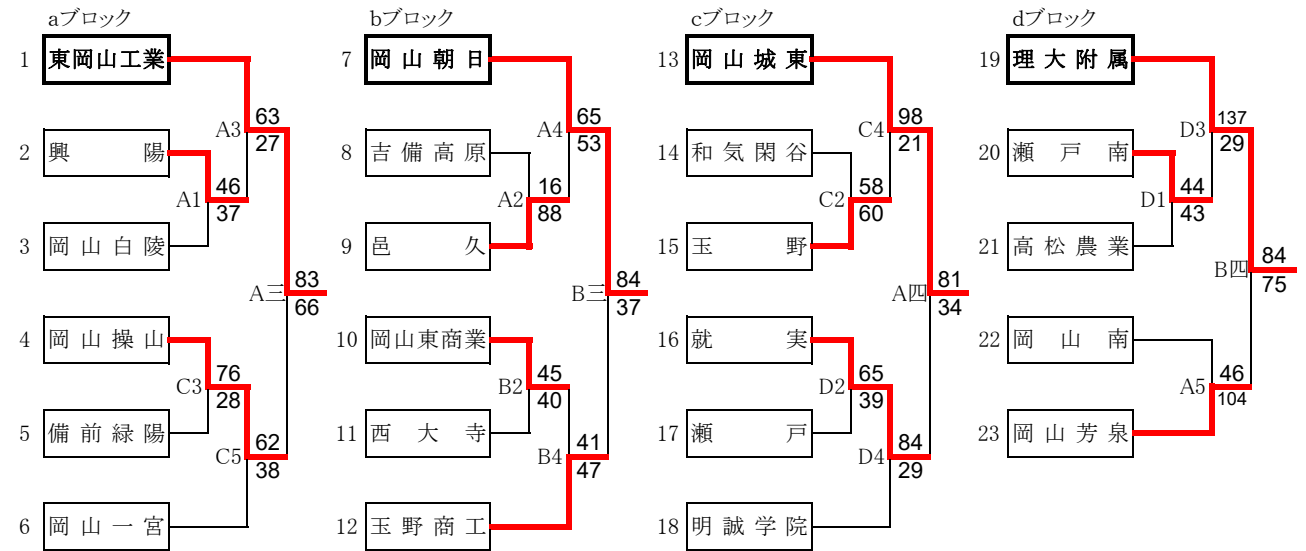 aブロック
1 東岡山工業
2 興陽
3 岡山白陵
4 岡山操山
5 備前緑陽
6 岡山一宮
A3
63
27
A1
46
37
A三
83
66
C3
76
28
C5
62
38
bブロック
7 岡山朝日
8 吉備高原
9 邑久
10 岡山東商業
11 西大寺
12 玉野商工
A4
65
53
A2
16
88
B三
84
37
B2
45
40
B4
41
47
cブロック
13 岡山城東
14 和気閑谷
15 玉野
16 就実
17 瀬戸
18 明誠学院
C4
98
21
C2
58
60
A四
81
34
D2
65
39
D4
84
29
dブロック
19 理大附属
20 瀬戸南
21 高松農業
22 岡山南
23 岡山芳泉
D3
137
29
D1
44
43
B四
84
75
A5
46
104